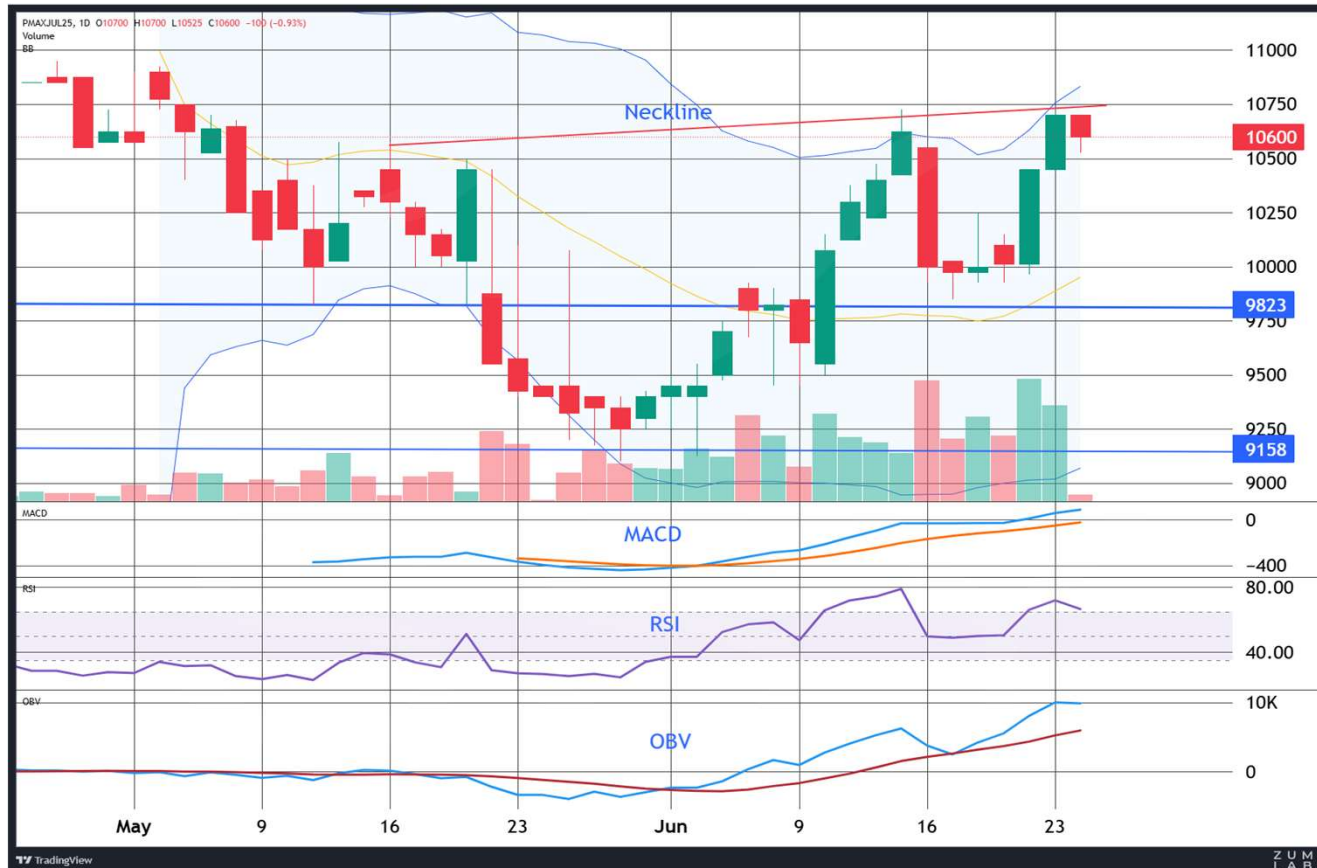 PMAXJUL25, 1D O10700 H10700 L10525 C10600 −100 (−0.93%)
Volume
BB
11000
Neckline
10750
10600
10500
10250
10000
9823
9750
9500
9250
9158
9000
MACD
MACD
0
−400
RSI
RSI
80.00
40.00
OBV
OBV
10K
0
May 9 16 23 Jun 9 16 23
TradingView
ZUM
LAB